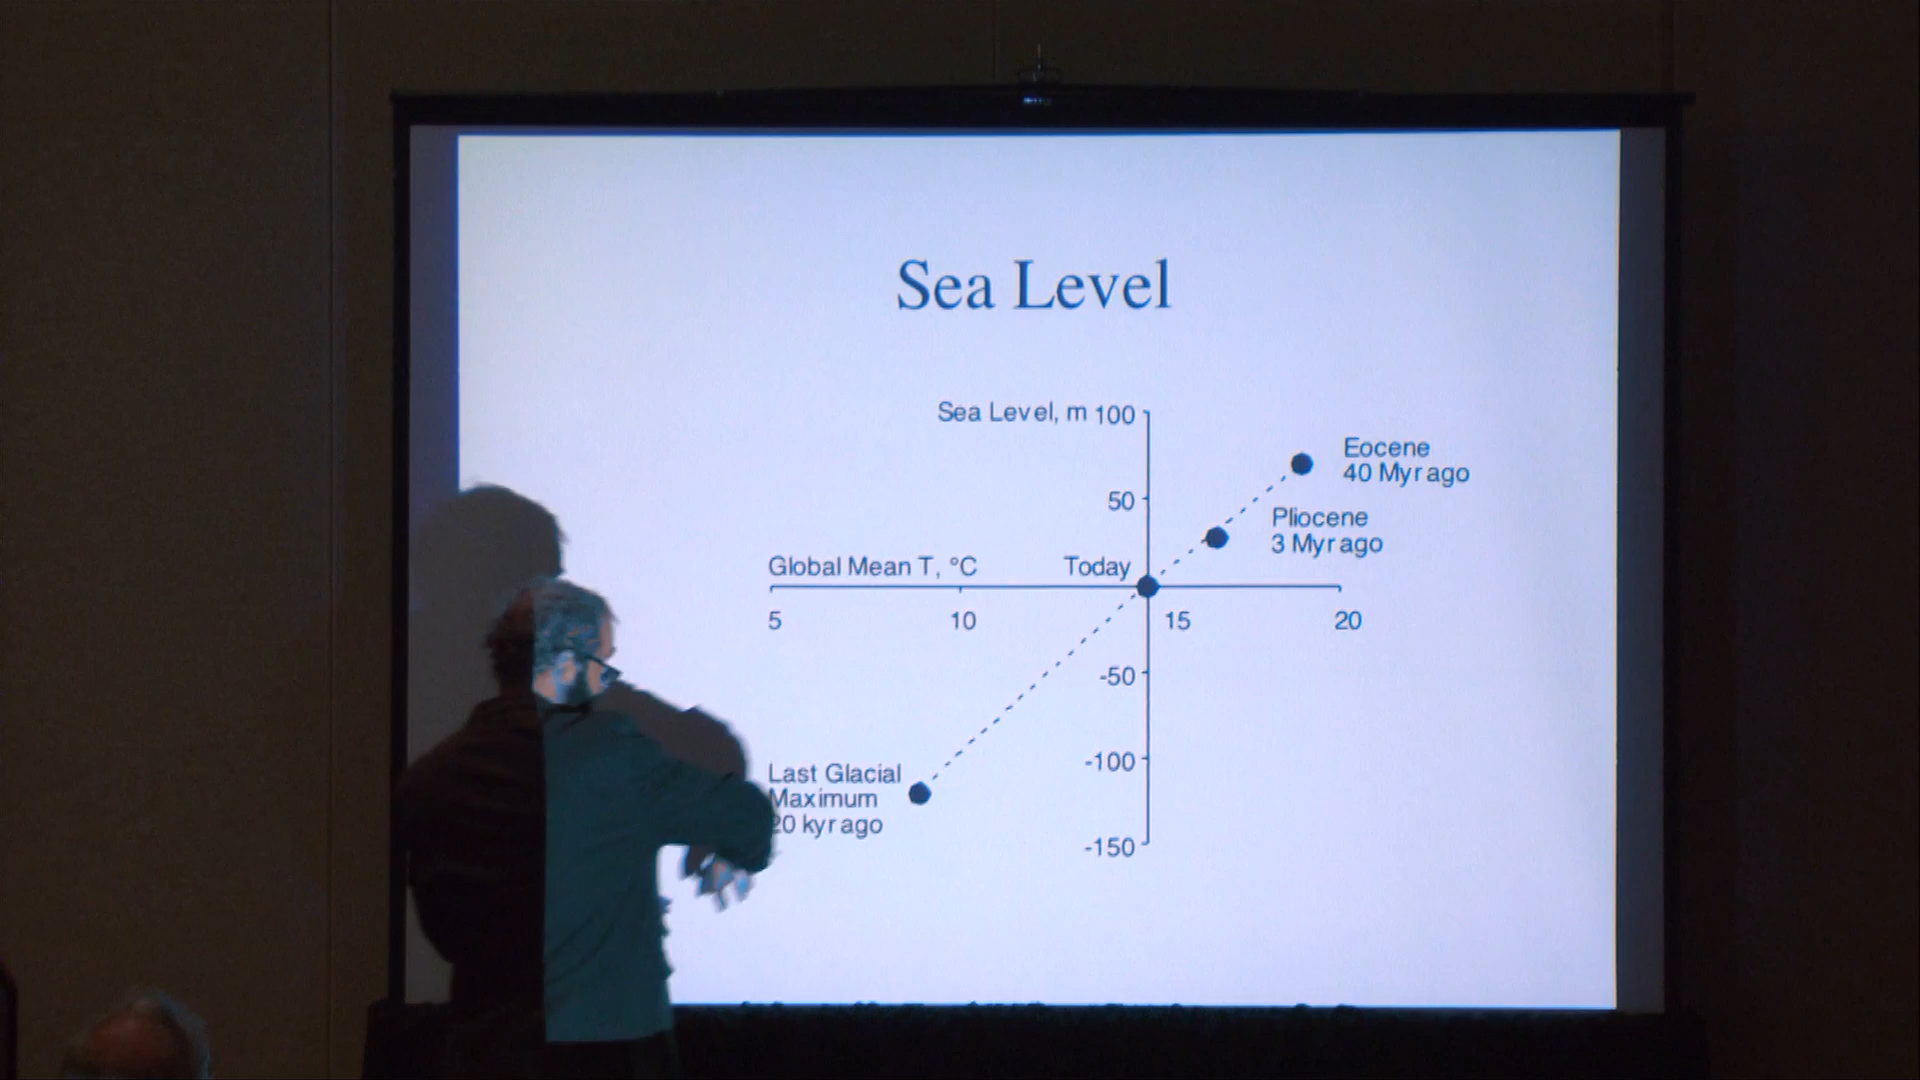 Sea Level
Sea Level, m 100
Eocene
40 Myr ago
50
Pliocene
3 Myr ago
Global Mean T, °C
Today
5 10 15 20
-50
-100
Last Glacial
Maximum
20 kyr ago
-150